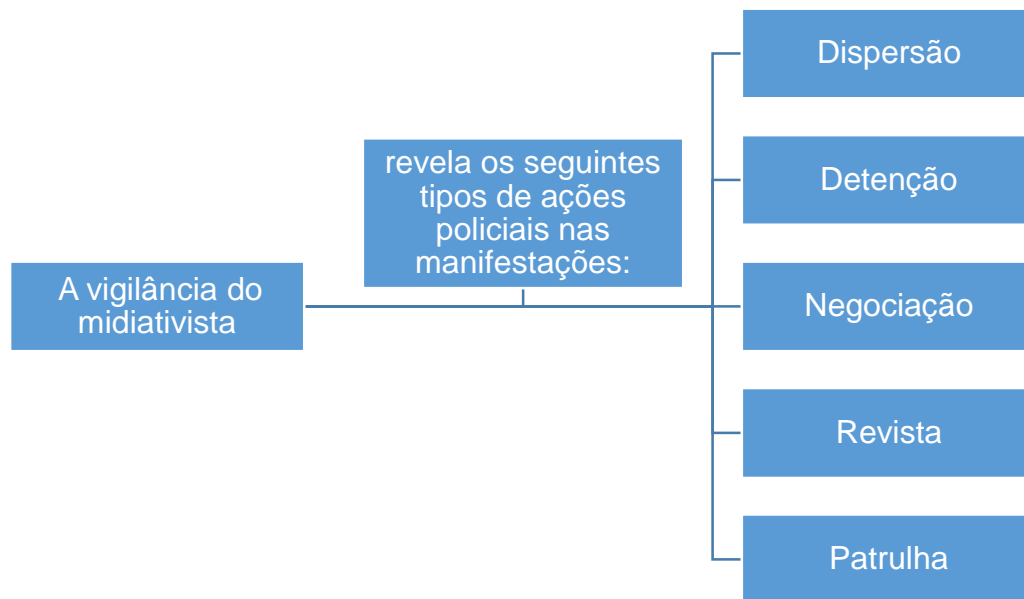 A vigilância do
midiativista
revela os seguintes
tipos de ações
policiais nas
manifestações:
Dispersão
Detenção
Negociação
Revista
Patrulha